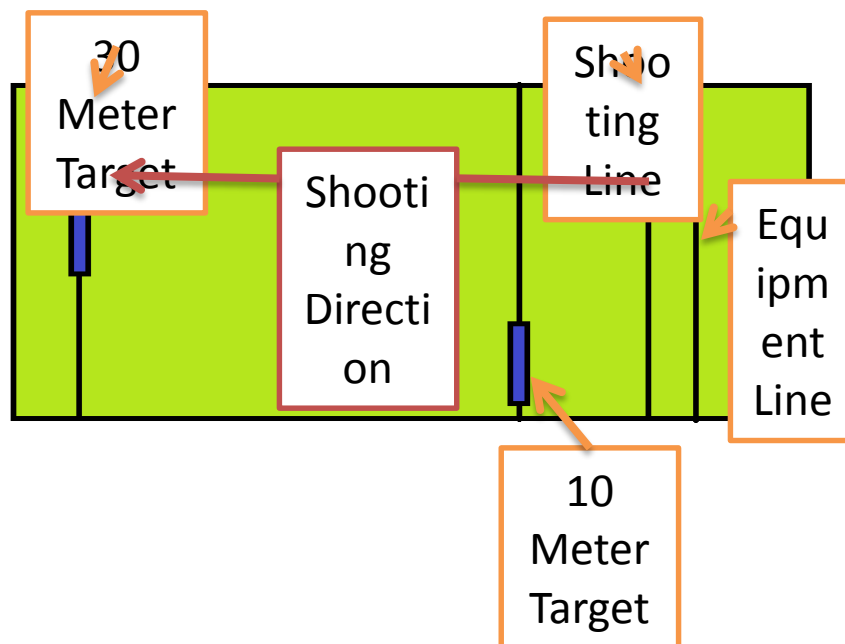 30
Meter
Target
Shooti
ng
Directi
on
Shoo
ting
Line
Equ
ipm
ent
Line
10
Meter
Target